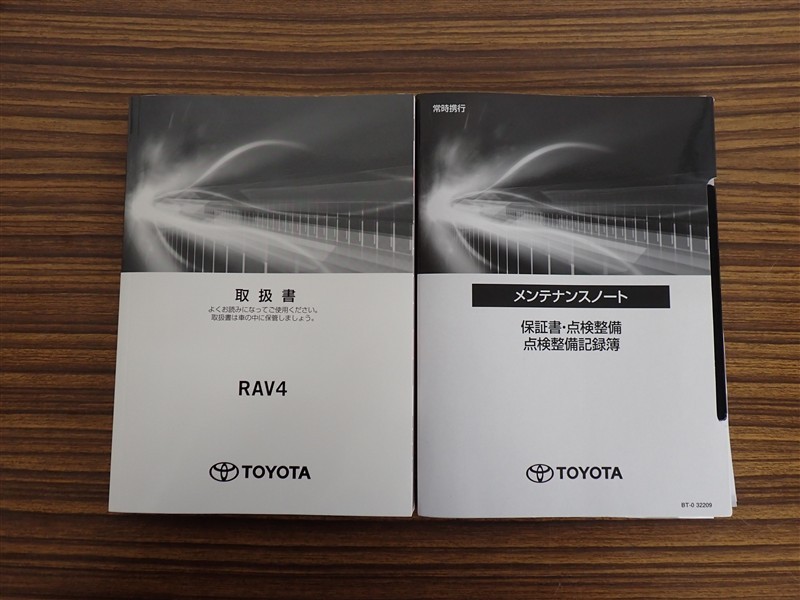 取扱書
よくお読みになってご使用ください。
取扱書は車の中に保管しましょう。
RAV4
TOYOTA
常時携行
メンテナンスノート
保証書・点検整備
点検整備記録簿
TOYOTA
BT-0 32209